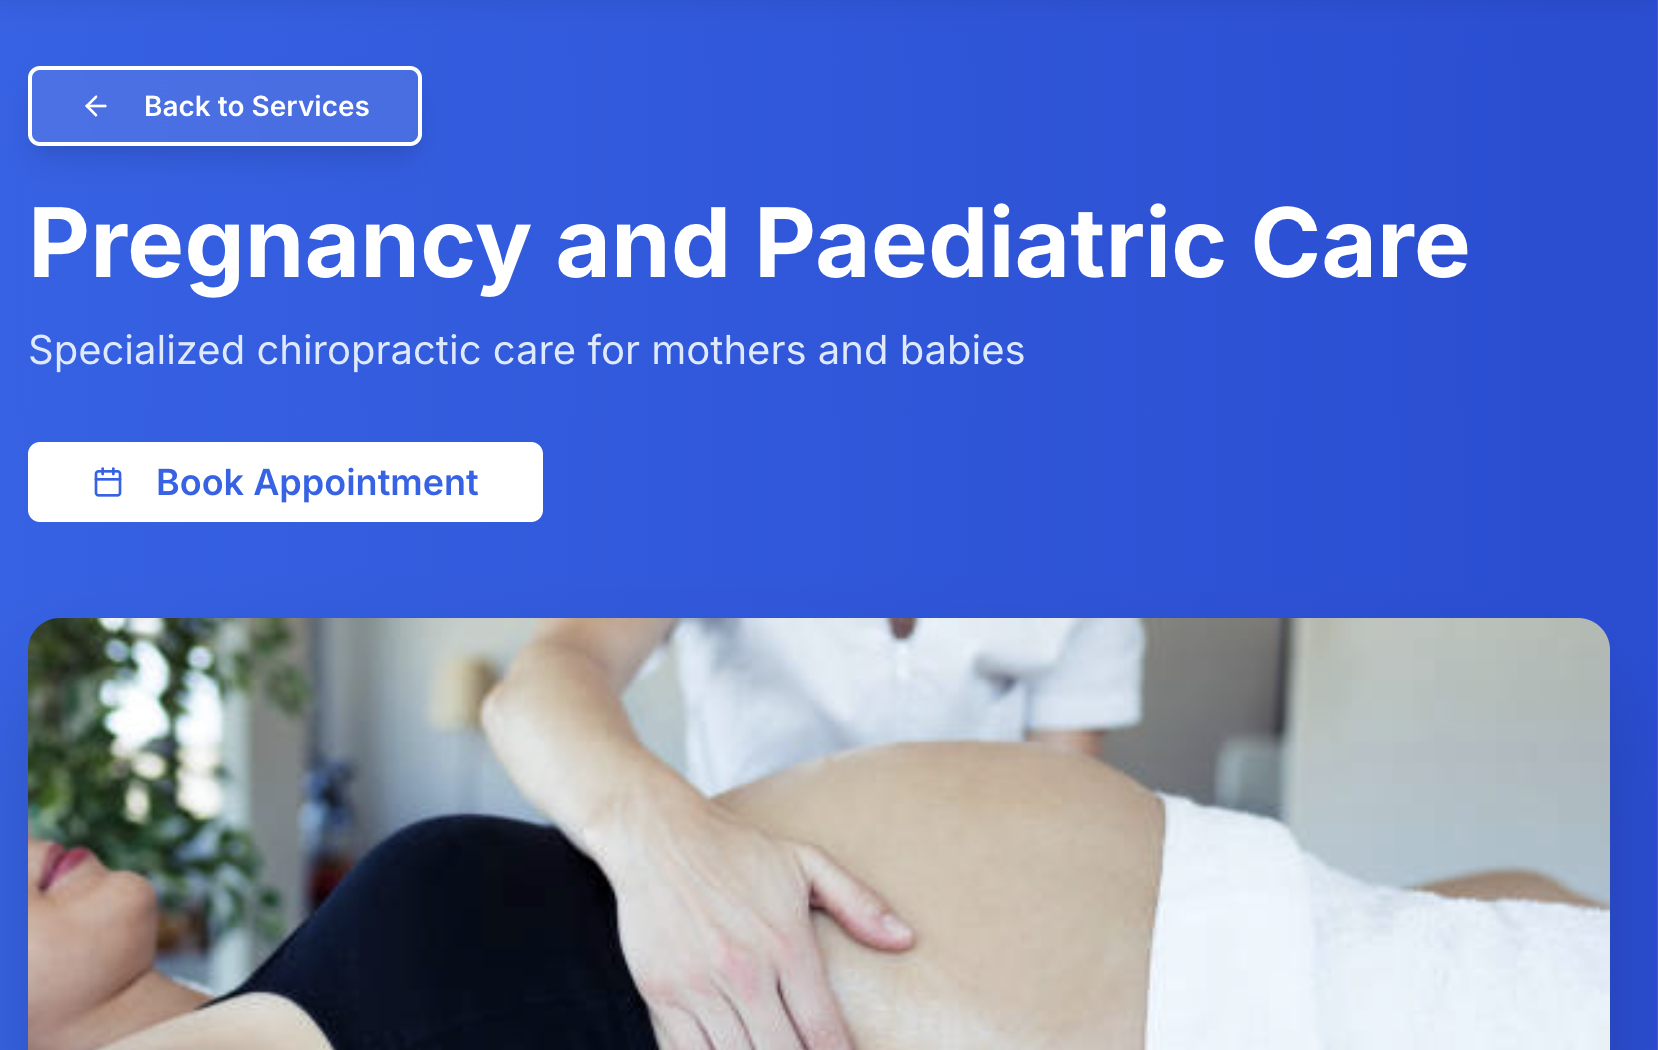 Back to Services
Pregnancy and Paediatric Care
Specialized chiropractic care for mothers and babies
Book Appointment